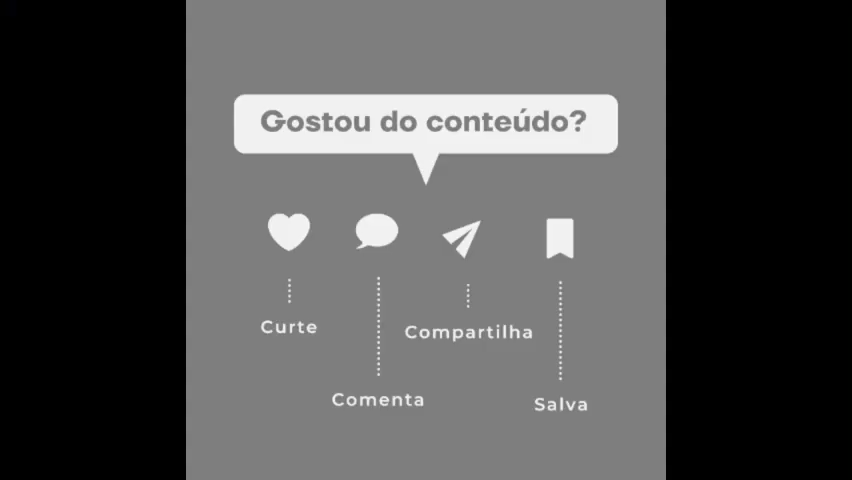 Gostou do conteúdo?
Curte
Compartilha
Comenta
Salva